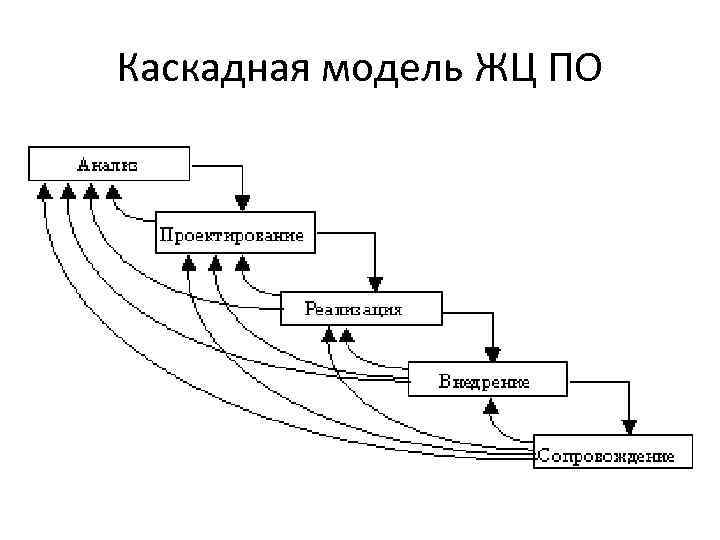 Каскадная модель ЖЦ ПО
Анализ
Проектирование
Реализация
Внедрение
Сопровождение